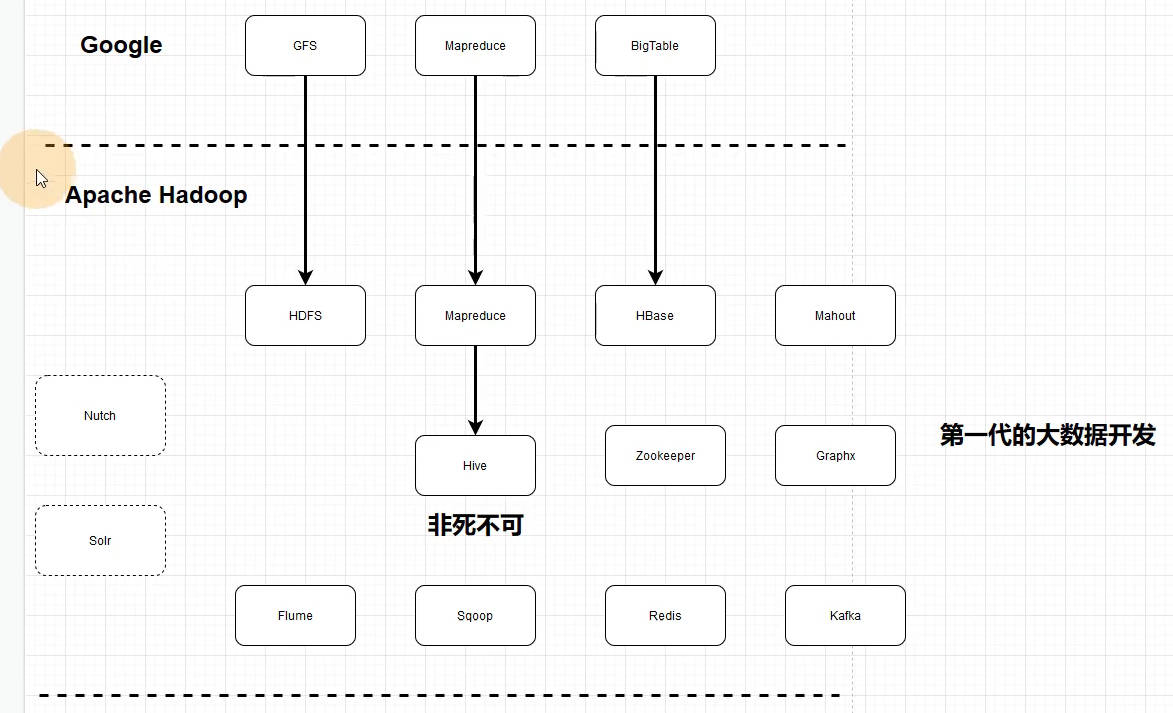 Google
GFS
Mapreduce
BigTable
Apache Hadoop
HDFS
Mapreduce
HBase
Mahout
Nutch
第一代的大数据开发
Hive
Zookeeper
Graphx
非死不可
Solr
Flume
Sqoop
Redis
Kafka